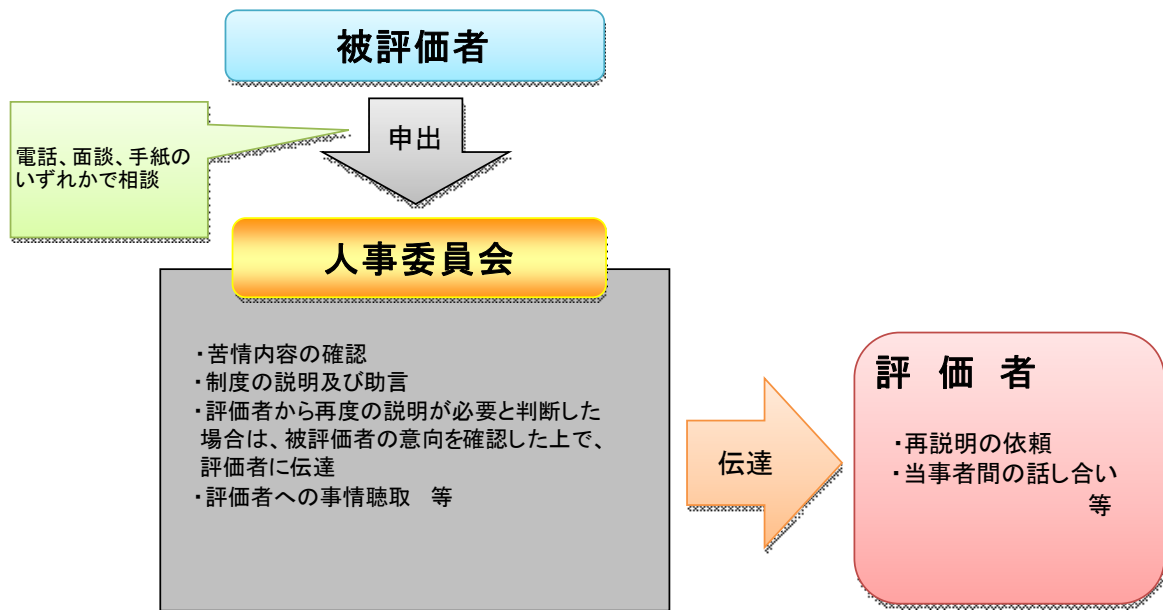 被評価者
申出
電話、面談、手紙の
いずれかで相談
人事委員会
・苦情内容の確認
・制度の説明及び助言
・評価者から再度の説明が必要と判断した
場合は、被評価者の意向を確認した上で、
評価者に伝達
・評価者への事情聴取　等
伝達
評　価　者
・再説明の依頼
・当事者間の話し合い
等